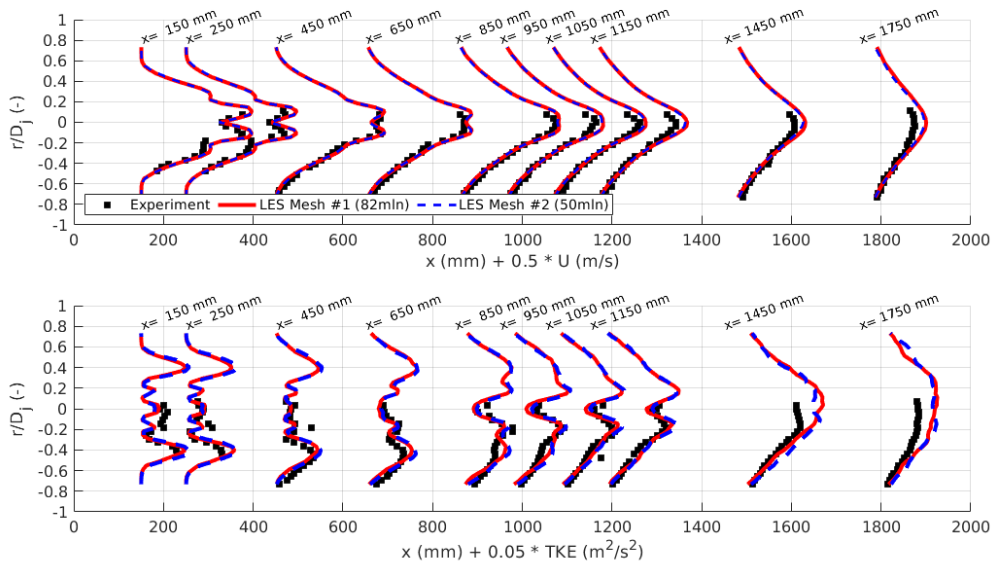 x= 150 mm
x= 250 mm
x= 450 mm
x= 650 mm
x= 850 mm
x= 950 mm
x= 1050 mm
x= 1150 mm
x= 1450 mm
x= 1750 mm
1
0.8
0.6
0.4
0.2
0
-0.2
-0.4
-0.6
-0.8
-1
r/Dj (-)
Experiment LES Mesh #1 (82mln) LES Mesh #2 (50mln)
0 200 400 600 800 1000 1200 1400 1600 1800 2000
x (mm) + 0.5 * U (m/s)
x= 150 mm
x= 250 mm
x= 450 mm
x= 650 mm
x= 850 mm
x= 950 mm
x= 1050 mm
x= 1150 mm
x= 1450 mm
x= 1750 mm
1
0.8
0.6
0.4
0.2
0
-0.2
-0.4
-0.6
-0.8
-1
r/Dj (-)
0 200 400 600 800 1000 1200 1400 1600 1800 2000
x (mm) + 0.05 * TKE (m²/s²)